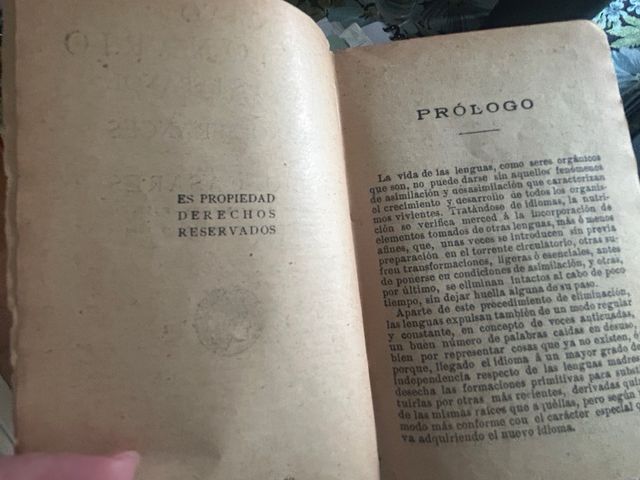 ES PROPIEDAD
DERECHOS
RESERVADOS
PRÓLOGO
La vida de las lenguas, como seres orgánicos
que son, no puede darse sin aquellos fenómenos
de asimilación y desasimilación que caracterizan
el crecimiento y desarrollo de todos los organis-
mos vivientes. Tratándose de idiomas, la nutri-
ción se verifica merced á la incorporación de
elementos tomados de otras lenguas, más ó menos
afines, que, unas veces se introducen sin previa
preparación en el torrente circulatorio, otras su-
fren transformaciones, ligeras ó esenciales, antes
de ponerse en condiciones de asimilación, y otras
por último, se eliminan intactos al cabo de poco
tiempo, sin dejar huella alguna de su paso.
Aparte de este procedimiento de eliminación,
las lenguas expulsan también de un modo regular
y constante, en concepto de voces anticuadas,
un buen número de palabras caídas en desuso,
bien por representar cosas que ya no existen,
porque, llegado el idioma á un mayor grado de
independencia respecto de las lenguas madres
desecha las formaciones primitivas para subst
tuirlas por otras más recientes, derivadas qui
de las mismas raíces que aquéllas, pero según
modo más conforme con el carácter especial q
va adquiriendo el nuevo idioma.